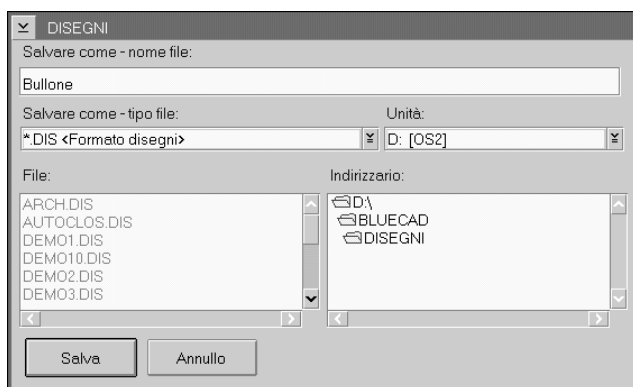 DISEGNI
Salvare come - nome file:
Bullone
Salvare come - tipo file:
Unità:
*.DIS <Formato disegni>
D: [OS2]
File:
Indirizzario:
ARCH.DIS
AUTOCLOS.DIS
DEMO1.DIS
DEMO10.DIS
DEMO2.DIS
DEMO3.DIS
D:\
BLUECAD
DISEGNI
Salva
Annullo